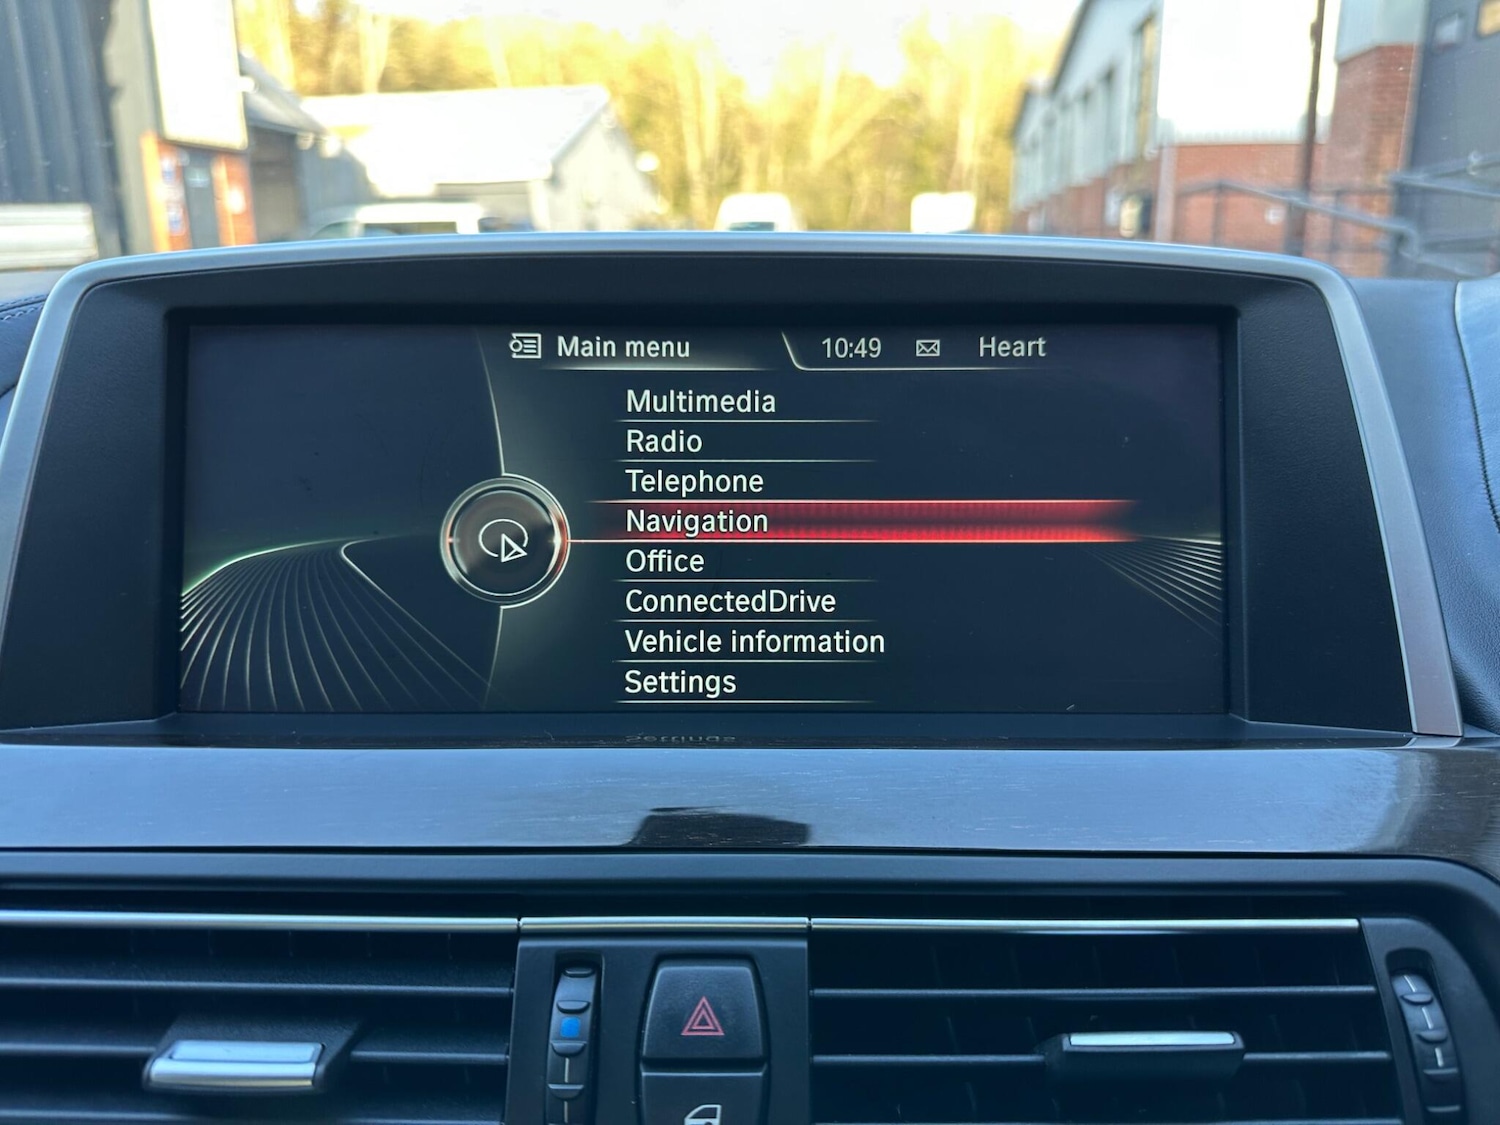 Main menu 10:49 Heart
Multimedia
Radio
Telephone
Navigation
Office
ConnectedDrive
Vehicle information
Settings